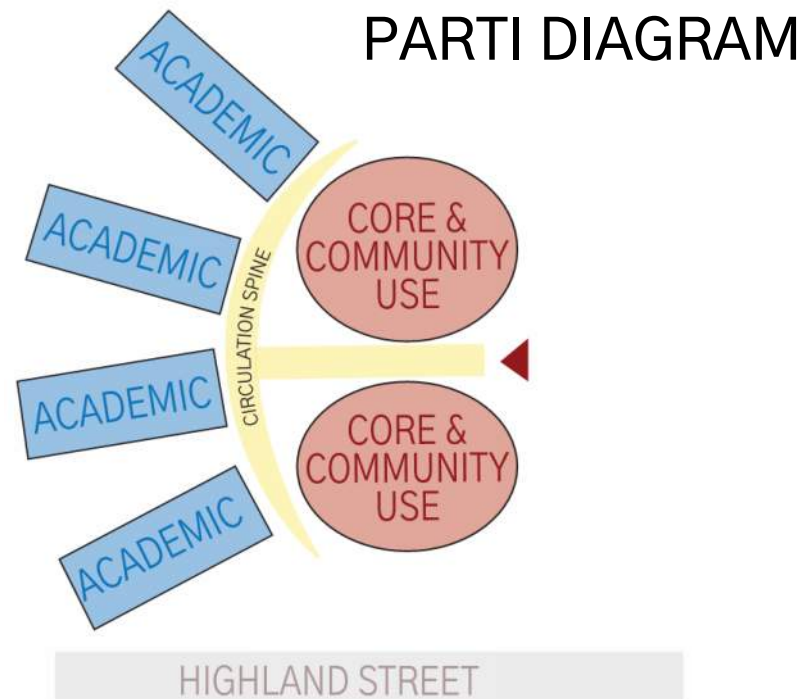 PARTI DIAGRAM
ACADEMIC
ACADEMIC
ACADEMIC
ACADEMIC
CIRCULATION SPINE
CORE &
COMMUNITY
USE
CORE &
COMMUNITY
USE
HIGHLAND STREET